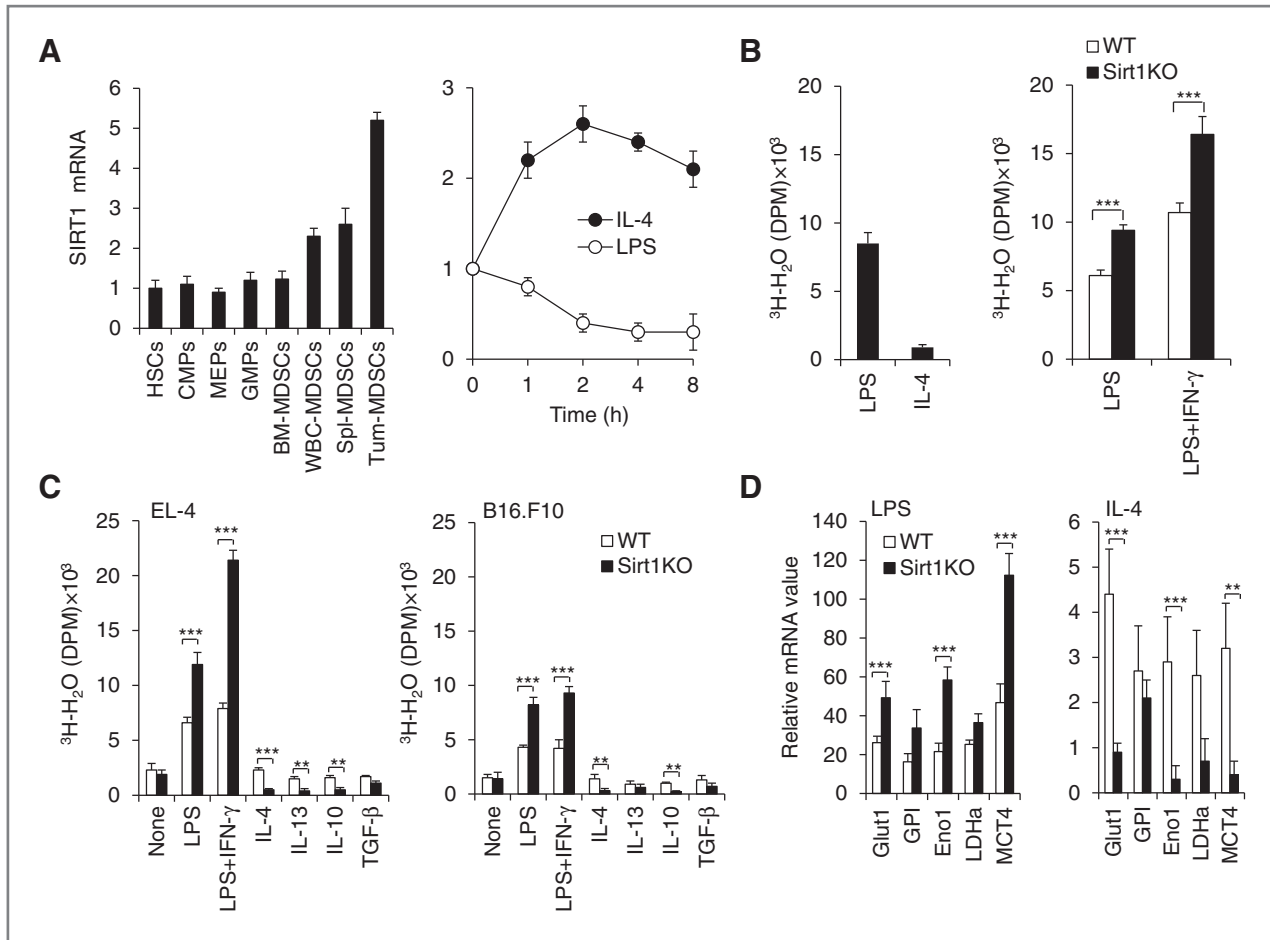 A
SIRT1 mRNA
6
5
4
3
2
1
0
HSCs
CMPs
MEPs
GMPs
BM-MDSCs
WBC-MDSCs
Spl-MDSCs
Tum-MDSCs
3
2
1
0
IL-4
LPS
0 1 2 4 8
Time (h)
B
³H-H₂O (DPM)×10³
20
15
10
5
0
LPS
IL-4
WT
Sirt1KO
³H-H₂O (DPM)×10³
20
15
10
5
0
***
***
LPS
LPS+IFN-γ
C
EL-4
³H-H₂O (DPM)×10³
25
20
15
10
5
0
***
***
***
**
**
None
LPS
LPS+IFN-γ
IL-4
IL-13
IL-10
TGF-β
B16.F10
WT
Sirt1KO
³H-H₂O (DPM)×10³
25
20
15
10
5
0
***
***
**
**
None
LPS
LPS+IFN-γ
IL-4
IL-13
IL-10
TGF-β
D
LPS
WT
Sirt1KO
Relative mRNA value
140
120
100
80
60
40
20
0
***
***
***
Glut1
GPI
Eno1
LDHa
MCT4
IL-4
6
5
4
3
2
1
0
***
***
**
Glut1
GPI
Eno1
LDHa
MCT4